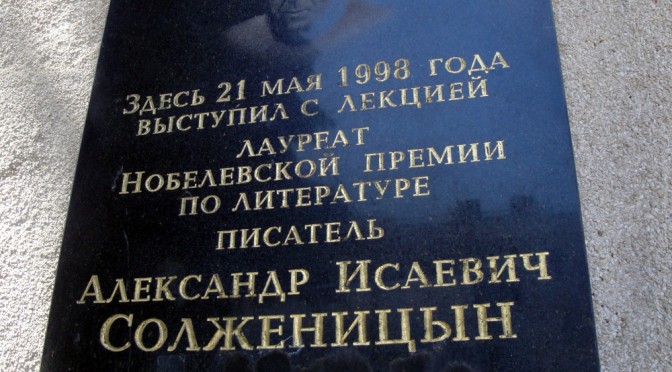 Здесь 21 мая 1998 года
выступил с лекцией
лауреат
Нобелевской премии
по литературе
писатель
Александр Исаевич
Солженицын